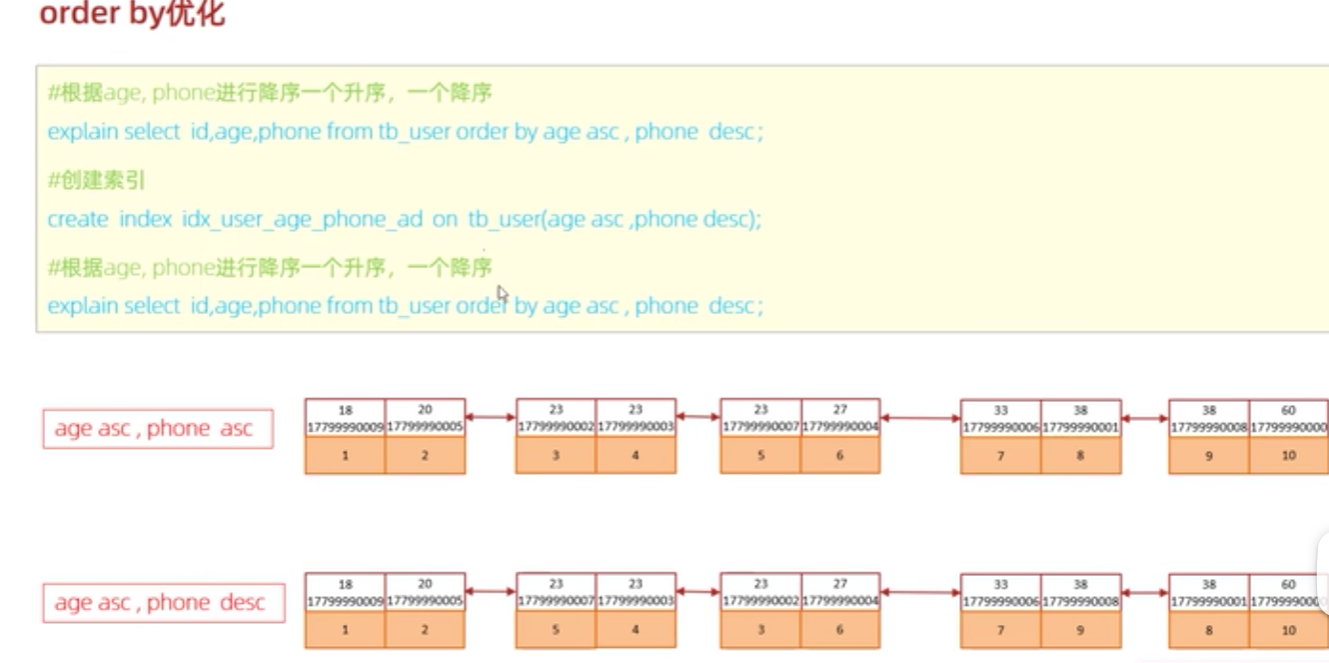 order by优化
#根据age, phone进行降序一个升序，一个降序
explain select id,age,phone from tb_user order by age asc , phone desc ;
#创建索引
create index idx_user_age_phone_ad on tb_user(age asc ,phone desc);
#根据age, phone进行降序一个升序，一个降序
explain select id,age,phone from tb_user order by age asc , phone desc ;
age asc , phone asc
18 20 23 23 23 27 33 38 38 60
17799990009 17799990005 17799990002 17799990003 17799990007 17799990004 17799990006 17799990001 17799990008 17799990000
1 2 3 4 5 6 7 8 9 10
age asc , phone desc
18 20 23 23 23 27 33 38 38 60
17799990009 17799990005 17799990007 17799990003 17799990002 17799990004 17799990006 17799990008 17799990001
1 2 5 4 3 6 7 9 8 10